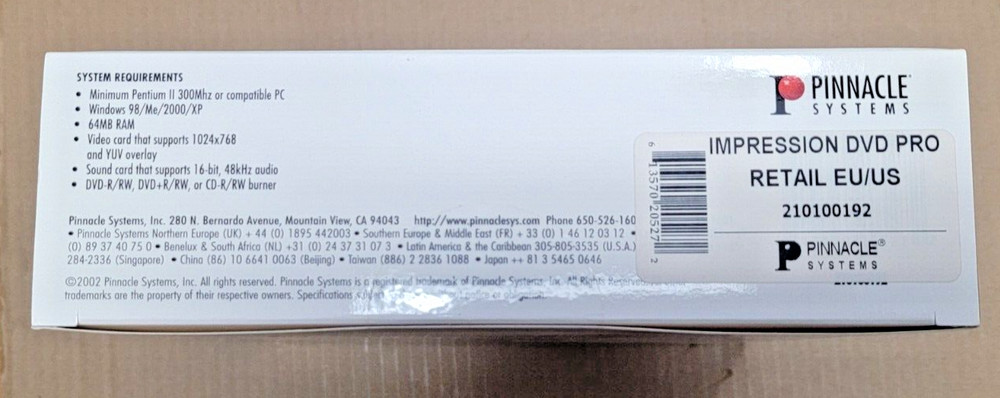 SYSTEM REQUIREMENTS
• Minimum Pentium II 300Mhz or compatible PC
• Windows 98/Me/2000/XP
• 64MB RAM
• Video card that supports 1024x768
and YUV overlay
• Sound card that supports 16-bit, 48kHz audio
• DVD-R/RW, DVD+R/RW, or CD-R/RW burner
Pinnacle Systems, Inc. 280 N. Bernardo Avenue, Mountain View, CA 94043 http://www.pinnaclesys.com Phone 650-526-160
• Pinnacle Systems Northern Europe (UK) + 44 (0) 1895 442003 • Southern Europe & Middle East (FR) + 33 (0) 1 46 12 03 12 •
(0) 89 37 40 75 0 • Benelux & South Africa (NL) +31 (0) 24 37 31 07 3 • Latin America & the Caribbean 305-805-3535 (U.S.A.)
284-2336 (Singapore) • China (86) 10 6641 0063 (Beijing) • Taiwan (886) 2 2836 1088 • Japan ++ 81 3 5465 0646
©2002 Pinnacle Systems, Inc. All rights reserved. Pinnacle Systems is a registered trademark of Pinnacle Systems, Inc. All Rights Reserved
trademarks are the property of their respective owners. Specifications
PINNACLE
SYSTEMS
IMPRESSION DVD PRO
RETAIL EU/US
210100192
6 13570 20527 2
PINNACLE®
SYSTEMS